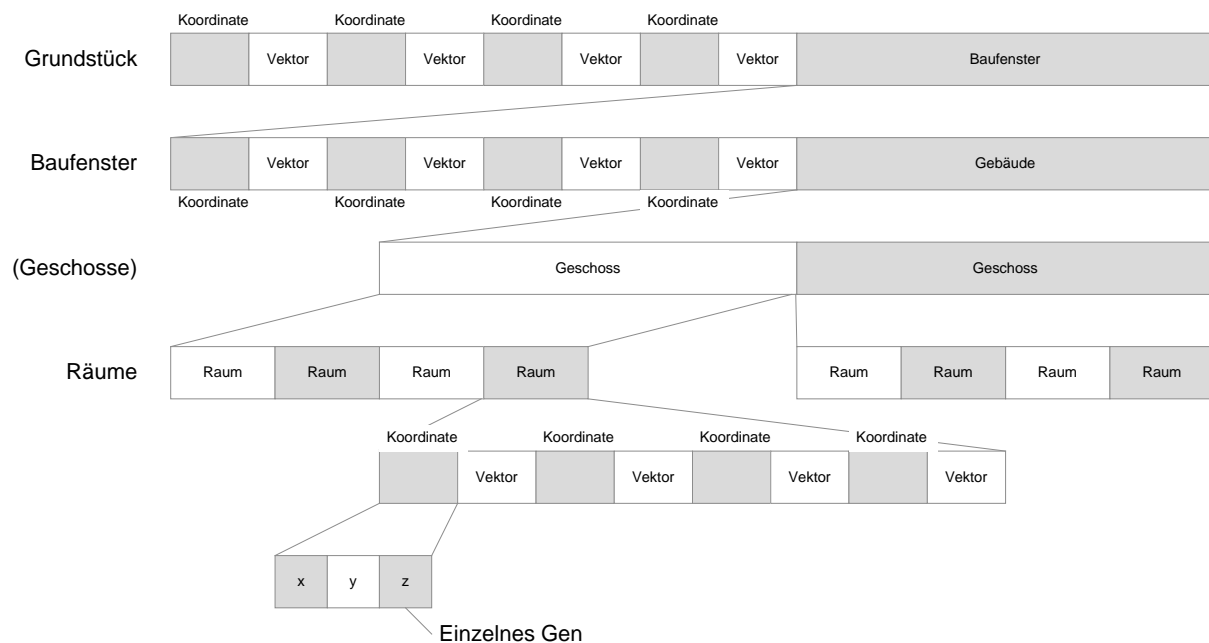 Koordinate Koordinate Koordinate Koordinate
Grundstück Vektor Vektor Vektor Vektor Baufenster
Baufenster Vektor Vektor Vektor Vektor Gebäude
Koordinate Koordinate Koordinate Koordinate
(Geschosse) Geschoss Geschoss
Räume Raum Raum Raum Raum Raum Raum Raum Raum
Koordinate Koordinate Koordinate Koordinate
Vektor Vektor Vektor Vektor
x y z
Einzelnes Gen